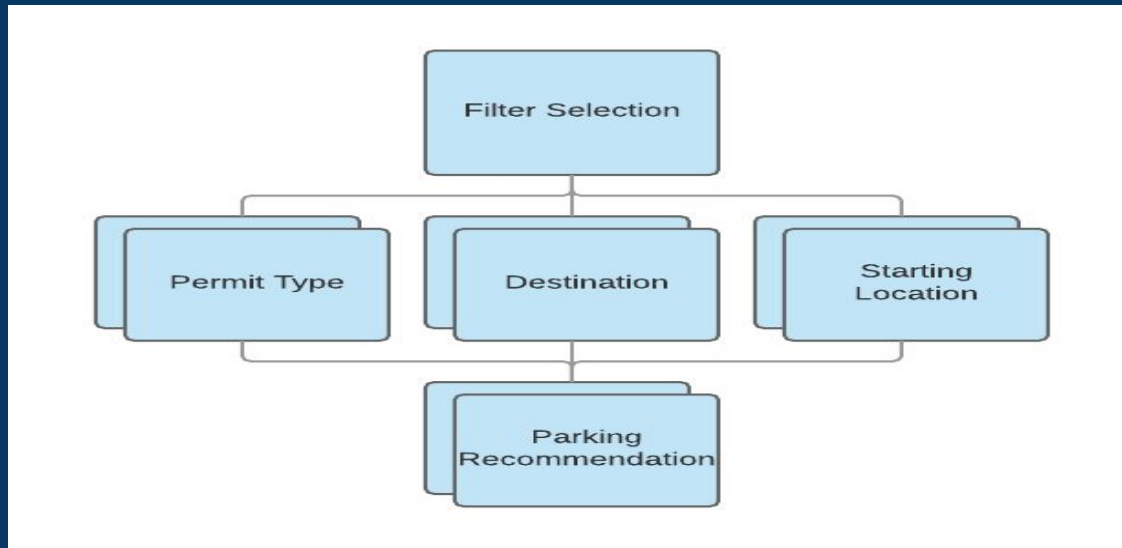 Filter Selection
Permit Type
Destination
Starting
Location
Parking
Recommendation